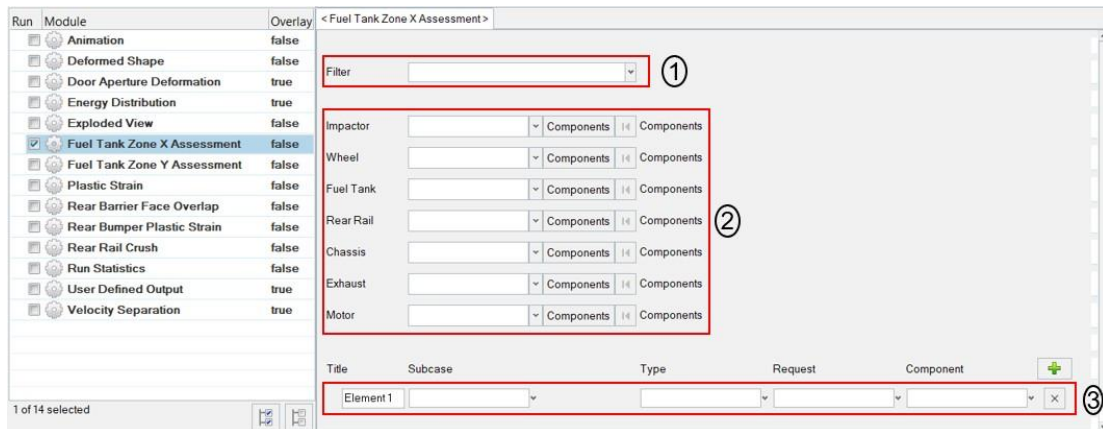 Run Module Overlay
Animation false
Deformed Shape false
Door Aperture Deformation true
Energy Distribution true
Exploded View false
Fuel Tank Zone X Assessment false
Fuel Tank Zone Y Assessment false
Plastic Strain false
Rear Barrier Face Overlap false
Rear Bumper Plastic Strain false
Rear Rail Crush false
Run Statistics false
User Defined Output true
Velocity Separation true
1 of 14 selected
< Fuel Tank Zone X Assessment >
Filter
1
Impactor Components Components
Wheel Components Components
Fuel Tank Components Components
Rear Rail Components Components
Chassis Components Components
Exhaust Components Components
Motor Components Components
2
Title Subcase Type Request Component
Element 1
3